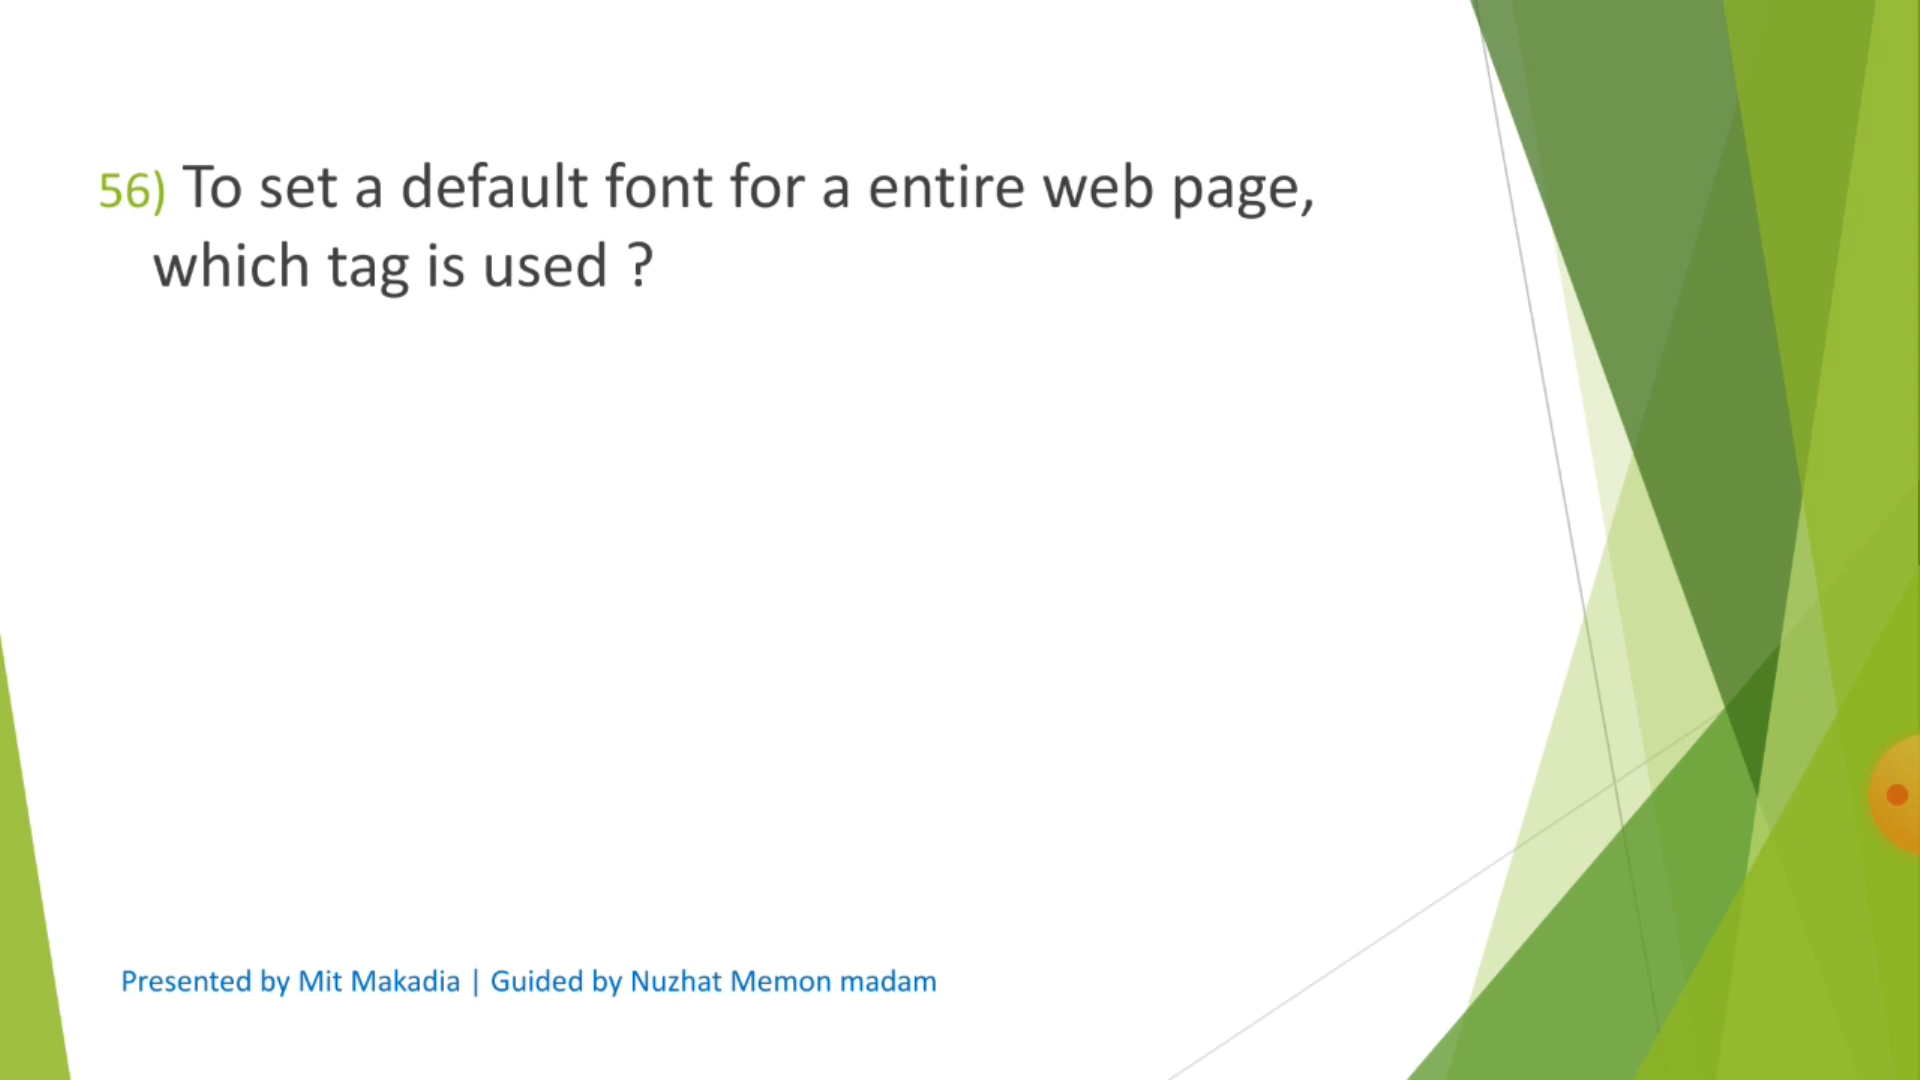 56) To set a default font for a entire web page,
which tag is used ?
Presented by Mit Makadia | Guided by Nuzhat Memon madam